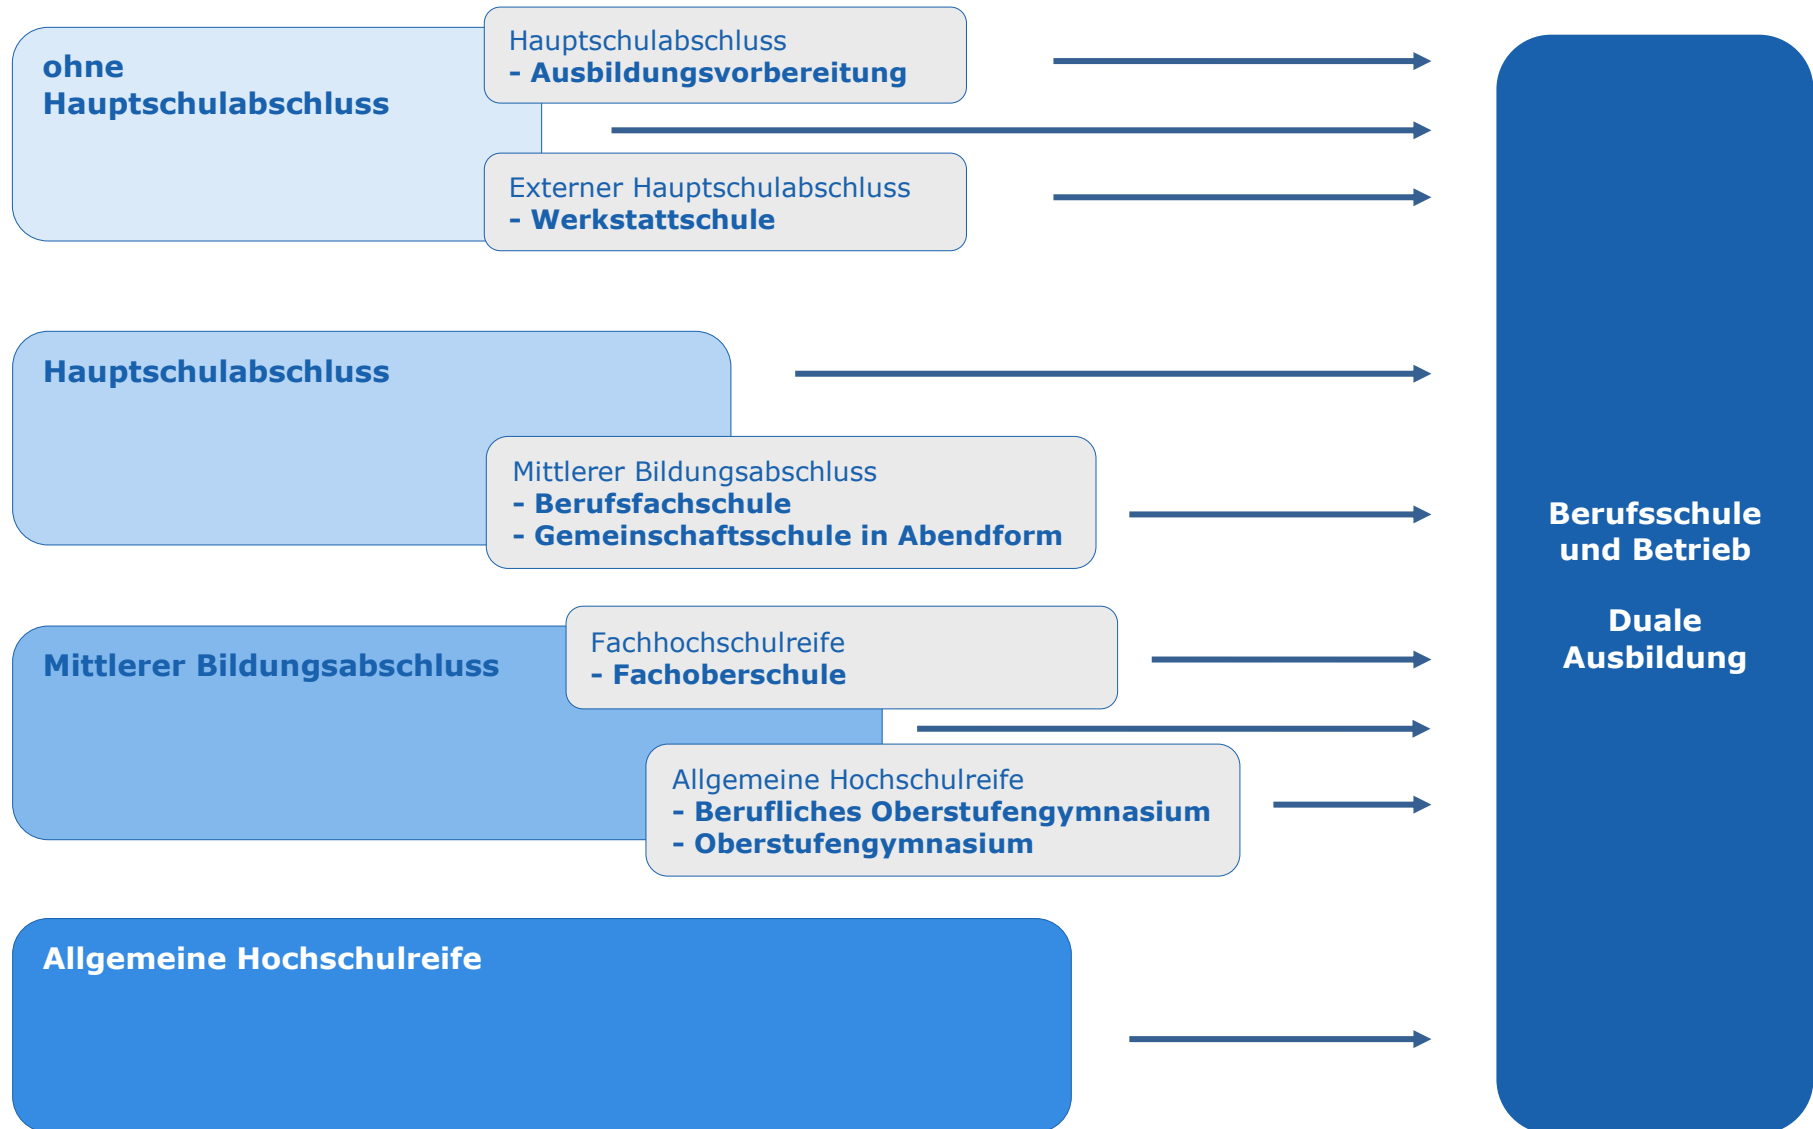 ohne
Hauptschulabschluss
Hauptschulabschluss
- Ausbildungsvorbereitung
Externer Hauptschulabschluss
- Werkstattschule
Hauptschulabschluss
Mittlerer Bildungsabschluss
- Berufsfachschule
- Gemeinschaftsschule in Abendform
Mittlerer Bildungsabschluss
Fachhochschulreife
- Fachoberschule
Allgemeine Hochschulreife
- Berufliches Oberstufengymnasium
- Oberstufengymnasium
Allgemeine Hochschulreife
Berufsschule
und Betrieb
Duale
Ausbildung